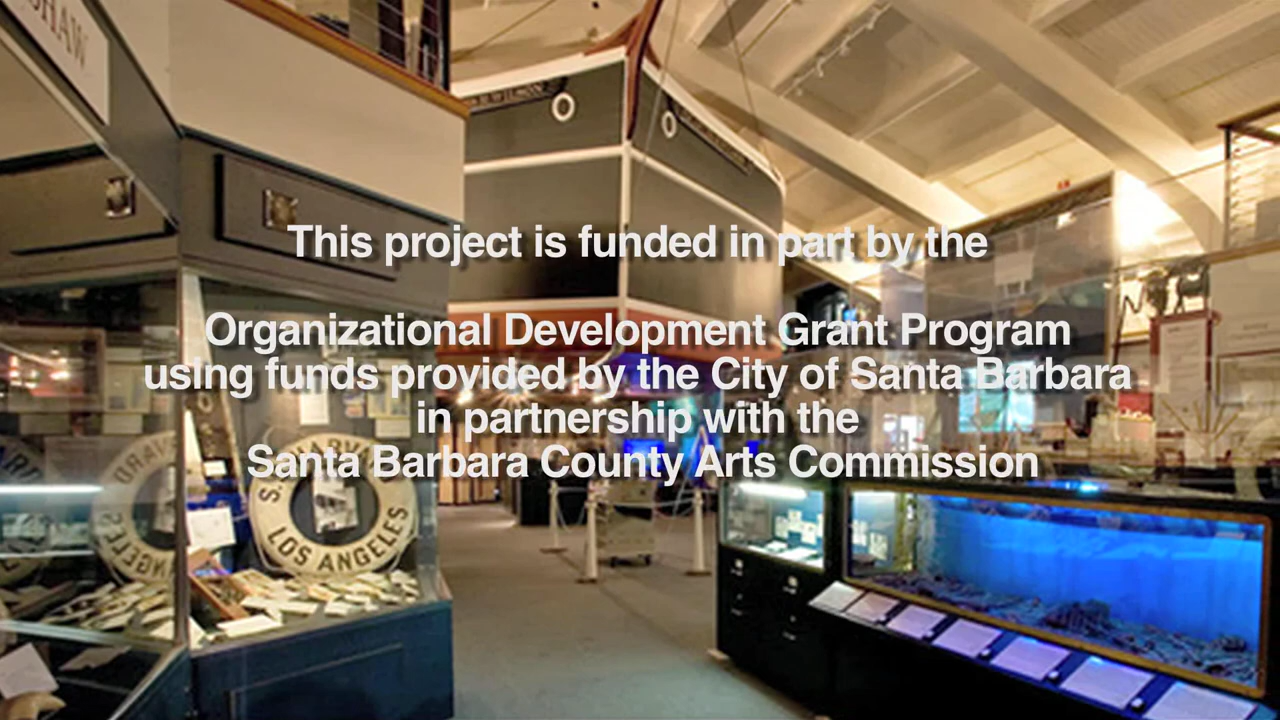 SHAW
This project is funded in part by the
Organizational Development Grant Program
using funds provided by the City of Santa Barbara
in partnership with the
Santa Barbara County Arts Commission
LOS ANGELES